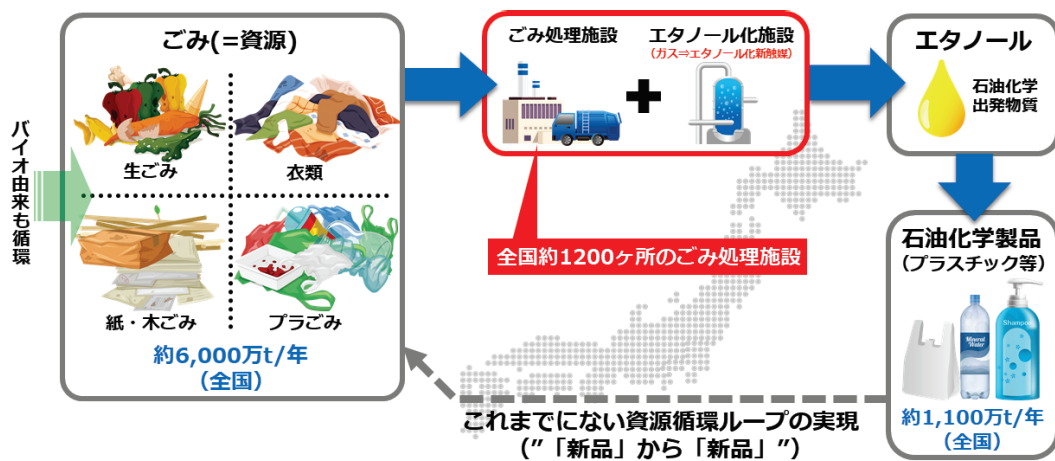 バイオ由来も循環
ごみ(=資源)
生ごみ
衣類
紙・木ごみ
プラごみ
約6,000万t/年
(全国)
ごみ処理施設
エタノール化施設
(ガス⇒エタノール化新触媒)
全国約1200ヶ所のごみ処理施設
エタノール
石油化学
出発物質
石油化学製品
(プラスチック等)
Mineral
Water
Shampoo
約1,100万t/年
(全国)
これまでにない資源循環ループの実現
(”「新品」から「新品」”)